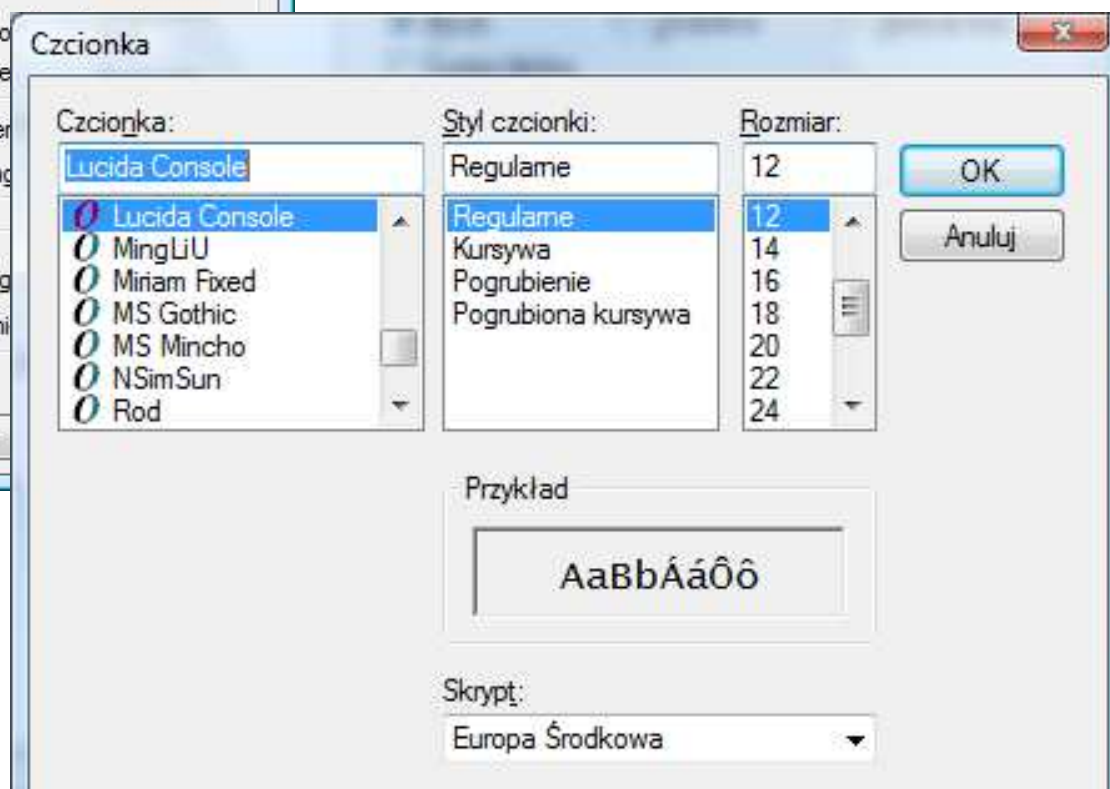 Czcionka
Czcionka:
Lucida Console
Lucida Console
MingLiU
Miriam Fixed
MS Gothic
MS Mincho
NSimSun
Rod
Styl czcionki:
Regularne
Regularne
Kursywa
Pogrubienie
Pogrubiona kursywa
Rozmiar:
12
12
14
16
18
20
22
24
OK
Anuluj
Przykład
AaBbÁáÔô
Skrypt:
Europa Środkowa